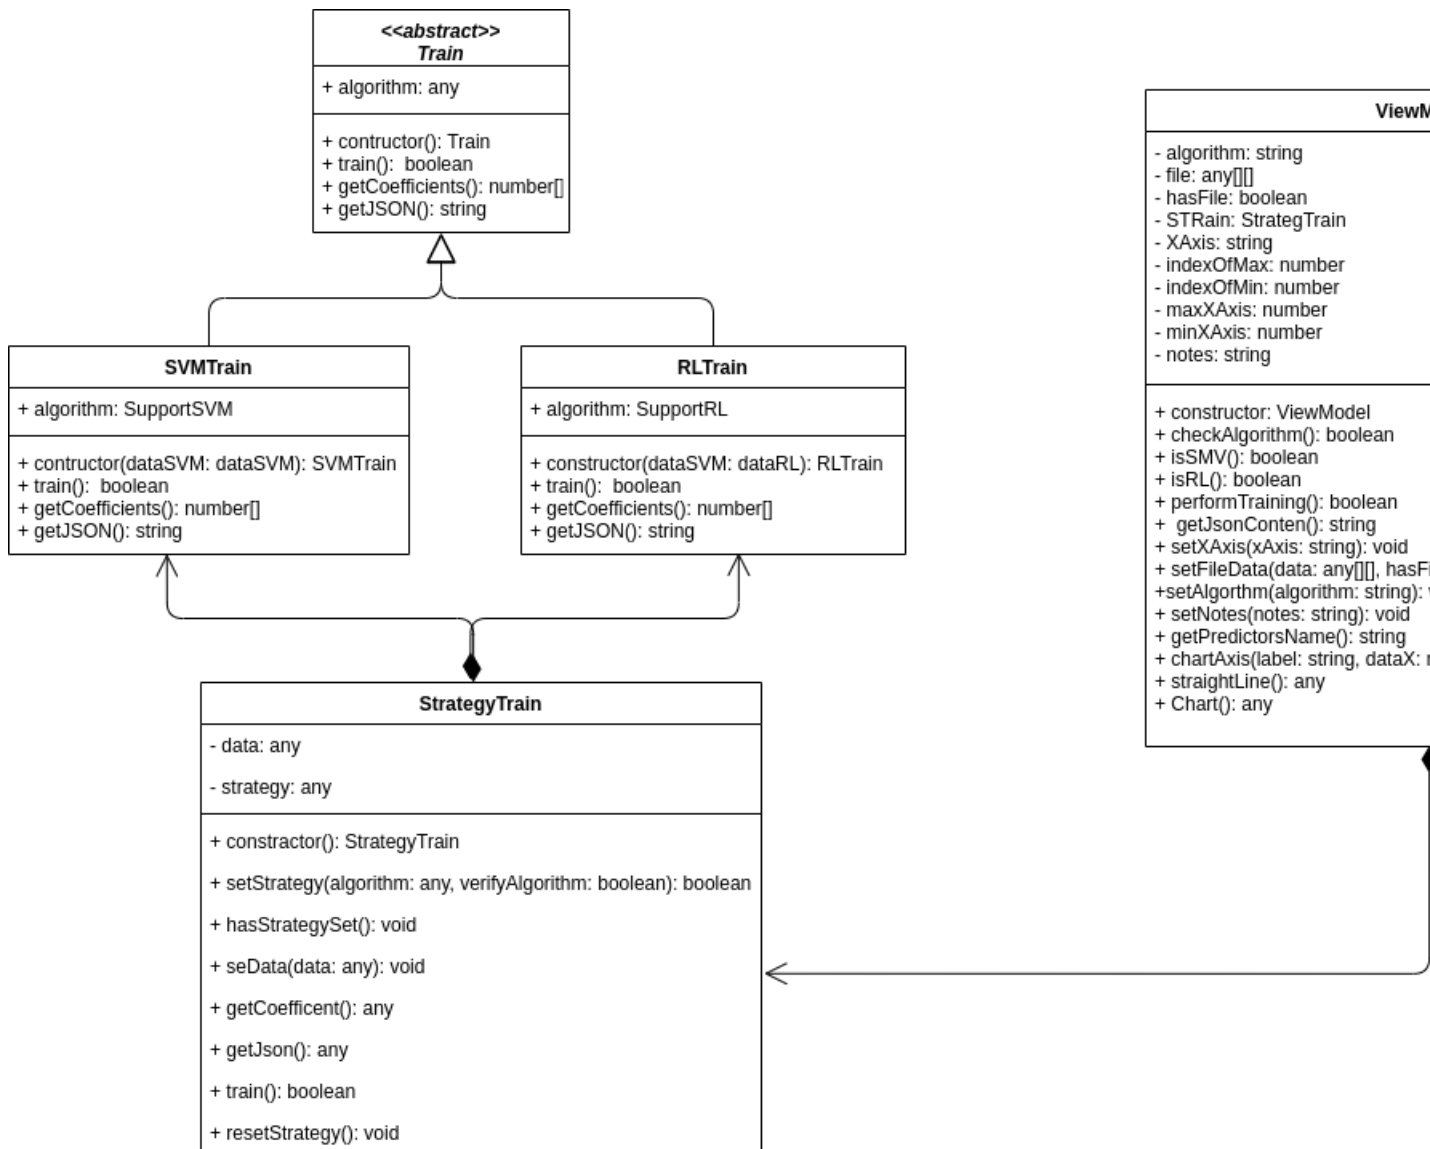 <<abstract>>
Train
+ algorithm: any
+ contructor(): Train
+ train(): boolean
+ getCoefficients(): number[]
+ getJSON(): string
SVMTrain
+ algorithm: SupportSVM
+ contructor(dataSVM: dataSVM): SVMTrain
+ train(): boolean
+ getCoefficients(): number[]
+ getJSON(): string
RLTrain
+ algorithm: SupportRL
+ constructor(dataSVM: dataRL): RLTrain
+ train(): boolean
+ getCoefficients(): number[]
+ getJSON(): string
StrategyTrain
- data: any
- strategy: any
+ constractor(): StrategyTrain
+ setStrategy(algorithm: any, verifyAlgorithm: boolean): boolean
+ hasStrategySet(): void
+ seData(data: any): void
+ getCoefficent(): any
+ getJson(): any
+ train(): boolean
+ resetStrategy(): void
ViewM
- algorithm: string
- file: any[][]
- hasFile: boolean
- STRain: StrategTrain
- XAxis: string
- indexOfMax: number
- indexOfMin: number
- maxXAxis: number
- minXAxis: number
- notes: string
+ constructor: ViewModel
+ checkAlgorithm(): boolean
+ isSMV(): boolean
+ isRL(): boolean
+ performTraining(): boolean
+ getJsonConten(): string
+ setXAxis(xAxis: string): void
+ setFileData(data: any[][], hasFi
+setAlgorthm(algorithm: string):
+ setNotes(notes: string): void
+ getPredictorsName(): string
+ chartAxis(label: string, dataX:
+ straightLine(): any
+ Chart(): any